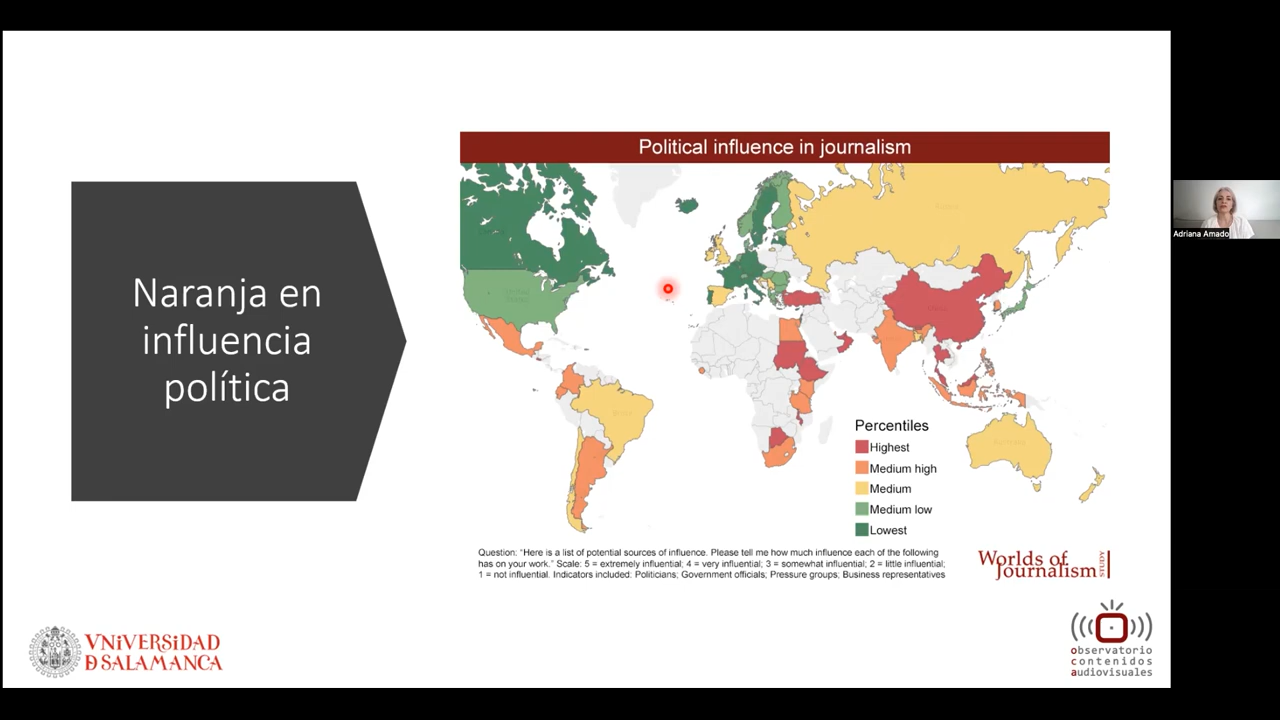 Political influence in journalism
Naranja en
influencia
política
Adriana Amado
Percentiles
Highest
Medium high
Medium
Medium low
Lowest
Question: "Here is a list of potential sources of influence. Please tell me how much influence each of the following
has on your work." Scale: 5 = extremely influential; 4 = very influential; 3 = somewhat influential; 2 = little influential;
1 = not influential. Indicators included: Politicians; Government officials; Pressure groups; Business representatives
Worlds of
Journalism
STUDY
VNiVERSiDAD
D SALAMANCA
observatorio
contenidos
audiovisuales